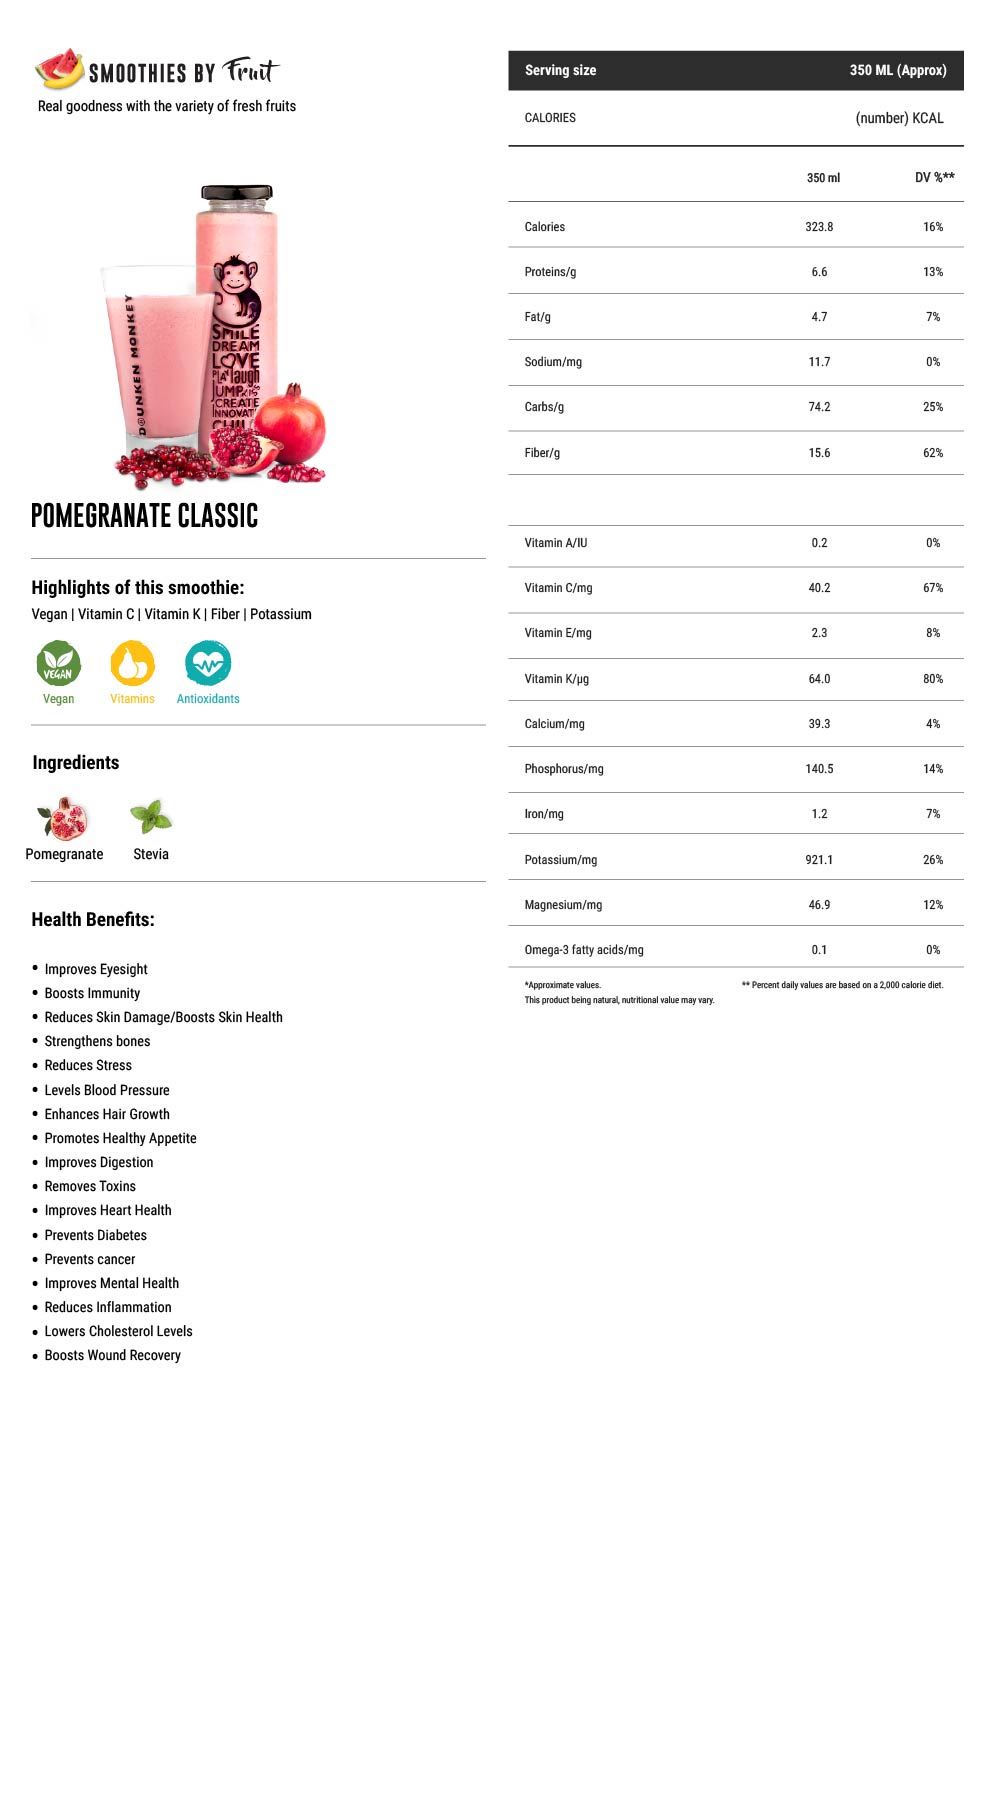 SMOOTHIES BY Fruit
Real goodness with the variety of fresh fruits
DRUNKEN MONKEY
SMILE
DREAM
LOVE
PLAY laugh
JUMP
CREATE
INNOVAT
CHIL
POMEGRANATE CLASSIC
Highlights of this smoothie:
Vegan | Vitamin C | Vitamin K | Fiber | Potassium
VEGAN
Vegan Vitamins Antioxidants
Ingredients
Pomegranate Stevia
Health Benefits:
• Improves Eyesight
• Boosts Immunity
• Reduces Skin Damage/Boosts Skin Health
• Strengthens bones
• Reduces Stress
• Levels Blood Pressure
• Enhances Hair Growth
• Promotes Healthy Appetite
• Improves Digestion
• Removes Toxins
• Improves Heart Health
• Prevents Diabetes
• Prevents cancer
• Improves Mental Health
• Reduces Inflammation
• Lowers Cholesterol Levels
• Boosts Wound Recovery
Serving size 350 ML (Approx)
CALORIES (number) KCAL
350 ml DV %**
Calories 323.8 16%
Proteins/g 6.6 13%
Fat/g 4.7 7%
Sodium/mg 11.7 0%
Carbs/g 74.2 25%
Fiber/g 15.6 62%
Vitamin A/IU 0.2 0%
Vitamin C/mg 40.2 67%
Vitamin E/mg 2.3 8%
Vitamin K/µg 64.0 80%
Calcium/mg 39.3 4%
Phosphorus/mg 140.5 14%
Iron/mg 1.2 7%
Potassium/mg 921.1 26%
Magnesium/mg 46.9 12%
Omega-3 fatty acids/mg 0.1 0%
*Approximate values. ** Percent daily values are based on a 2,000 calorie diet.
This product being natural, nutritional value may vary.